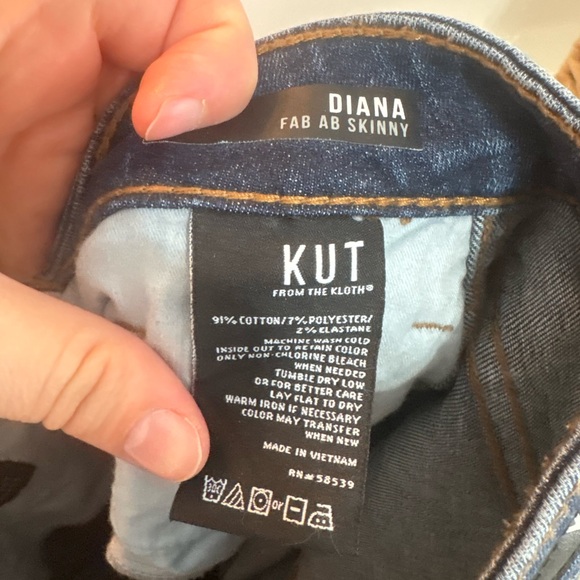 DIANA
FAB AB SKINNY
KUT
FROM THE KLOTH®
91% COTTON/7% POLYESTER/
2% ELASTANE
MACHINE WASH COLD
INSIDE OUT TO RETAIN COLOR
ONLY NON-CHLORINE BLEACH
WHEN NEEDED
TUMBLE DRY LOW
OR FOR BETTER CARE
LAY FLAT TO DRY
WARM IRON IF NECESSARY
COLOR MAY TRANSFER
WHEN NEW
MADE IN VIETNAM
RN# 58539
or